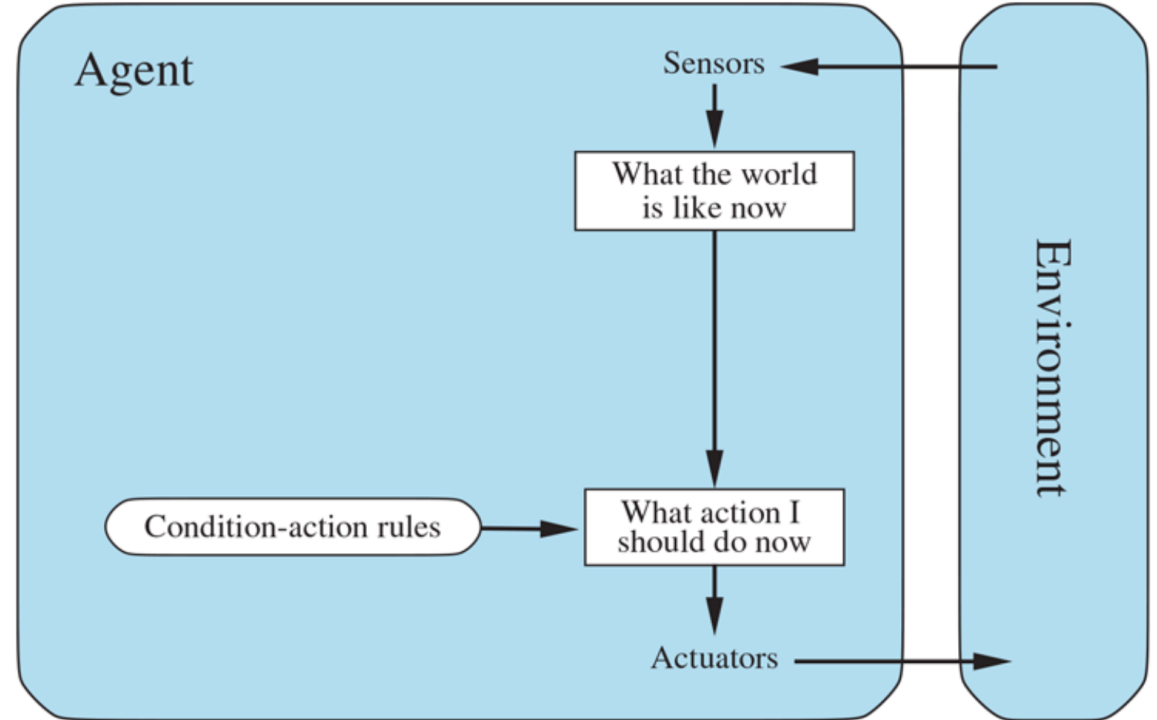 Agent
Sensors
What the world
is like now
Environment
Condition-action rules
What action I
should do now
Actuators